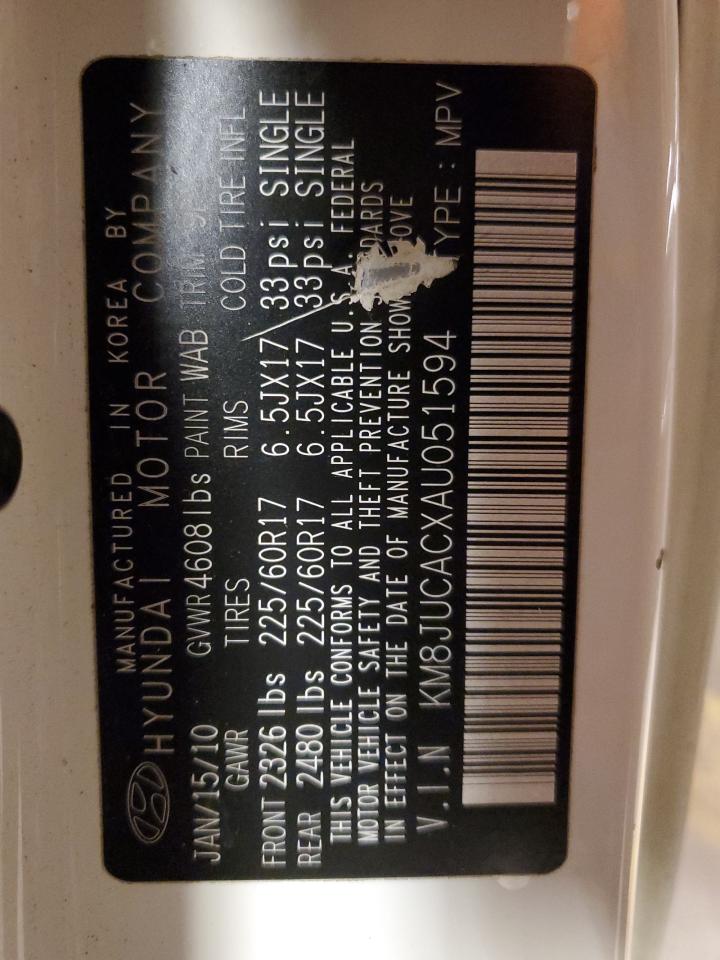 MANUFACTURED IN KOREA BY
HYUNDAI MOTOR COMPANY
JAN/15/10 GVWR 4608 lbs PAINT WAB TRIM
GAWR TIRES RIMS COLD TIRE INFL
FRONT 2326 lbs 225/60R17 6.5JX17 / 33psi SINGLE
REAR 2480 lbs 225/60R17 6.5JX17 33psi SINGLE
THIS VEHICLE CONFORMS TO ALL APPLICABLE U.S.A. FEDERAL
MOTOR VEHICLE SAFETY AND THEFT PREVENTION
IN EFFECT ON THE DATE OF MANUFACTURE
V.I.N KM8JUCACXAU051594 TYPE : MPV